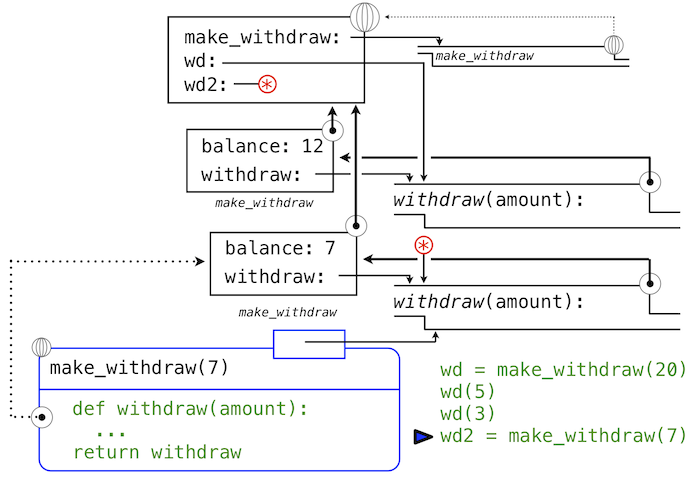 make_withdraw:
make_withdraw
wd:
wd2:
balance: 12
withdraw:
make_withdraw
withdraw(amount):
balance: 7
withdraw:
withdraw(amount):
make_withdraw
make_withdraw(7)
def withdraw(amount):
...
return withdraw
wd = make_withdraw(20)
wd(5)
wd(3)
wd2 = make_withdraw(7)